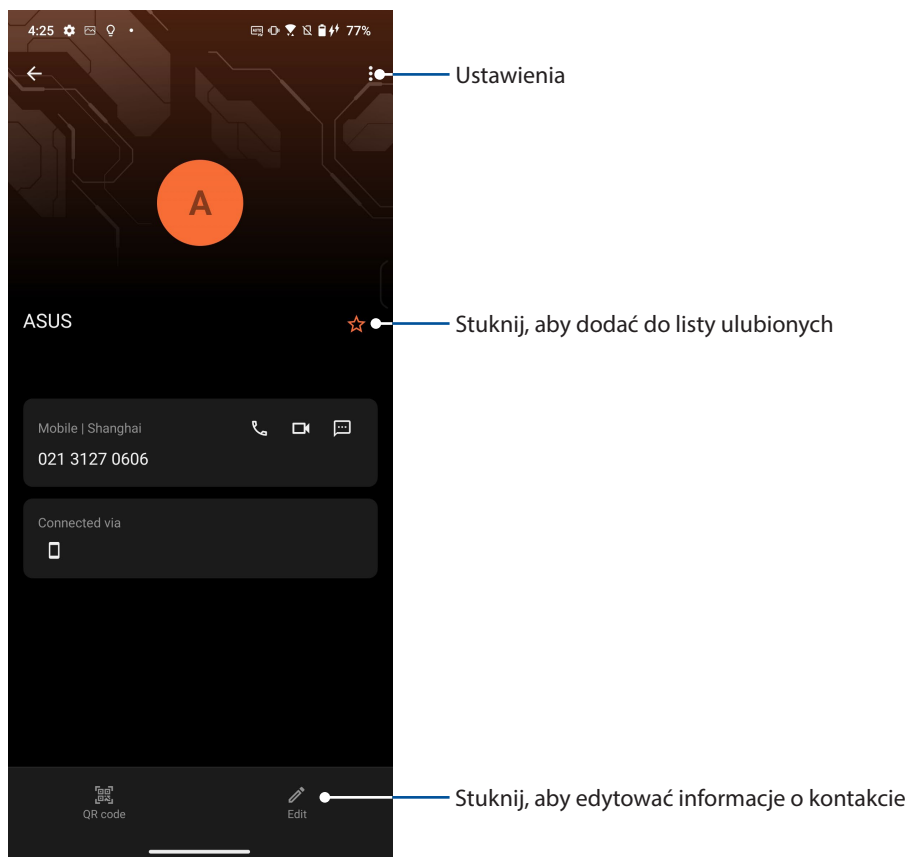 4:25 77%
Ustawienia
A
ASUS
Stuknij, aby dodać do listy ulubionych
Mobile | Shanghai
021 3127 0606
Connected via
QR code
Edit
Stuknij, aby edytować informacje o kontakcie